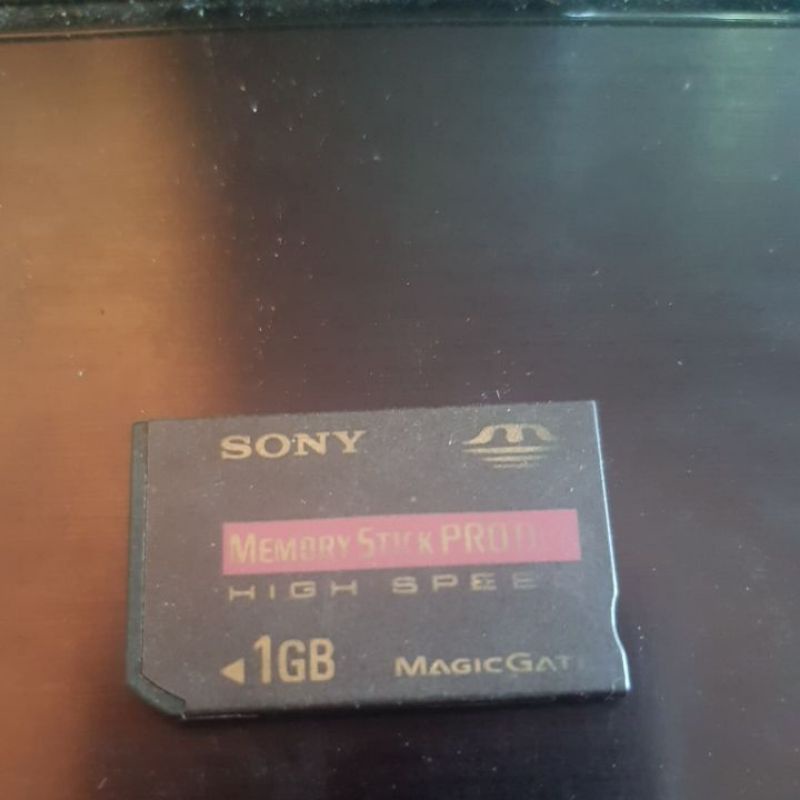 SONY
MEMORY STICK PRO
HIGH SPEE
1GB
MAGICGAT